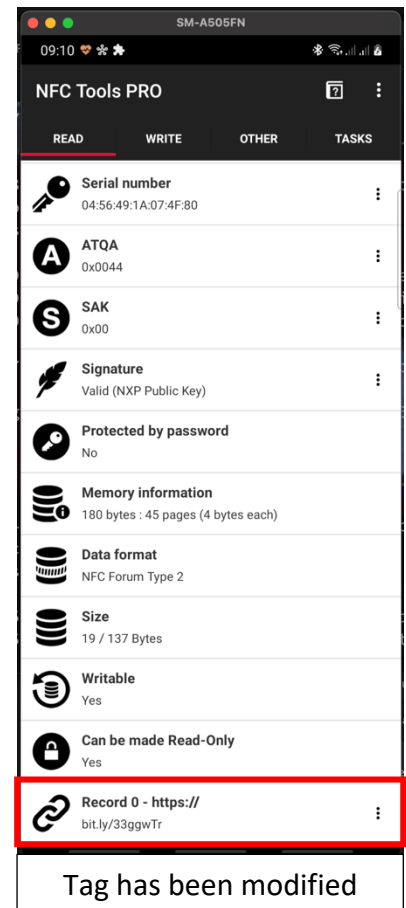 SM-A505FN
09:10
NFC Tools PRO
READ WRITE OTHER TASKS
Serial number
04:56:49:1A:07:4F:80
ATQA
0x0044
SAK
0x00
Signature
Valid (NXP Public Key)
Protected by password
No
Memory information
180 bytes : 45 pages (4 bytes each)
Data format
NFC Forum Type 2
Size
19 / 137 Bytes
Writable
Yes
Can be made Read-Only
Yes
Record 0 - https://
bit.ly/33ggwTr
Tag has been modified